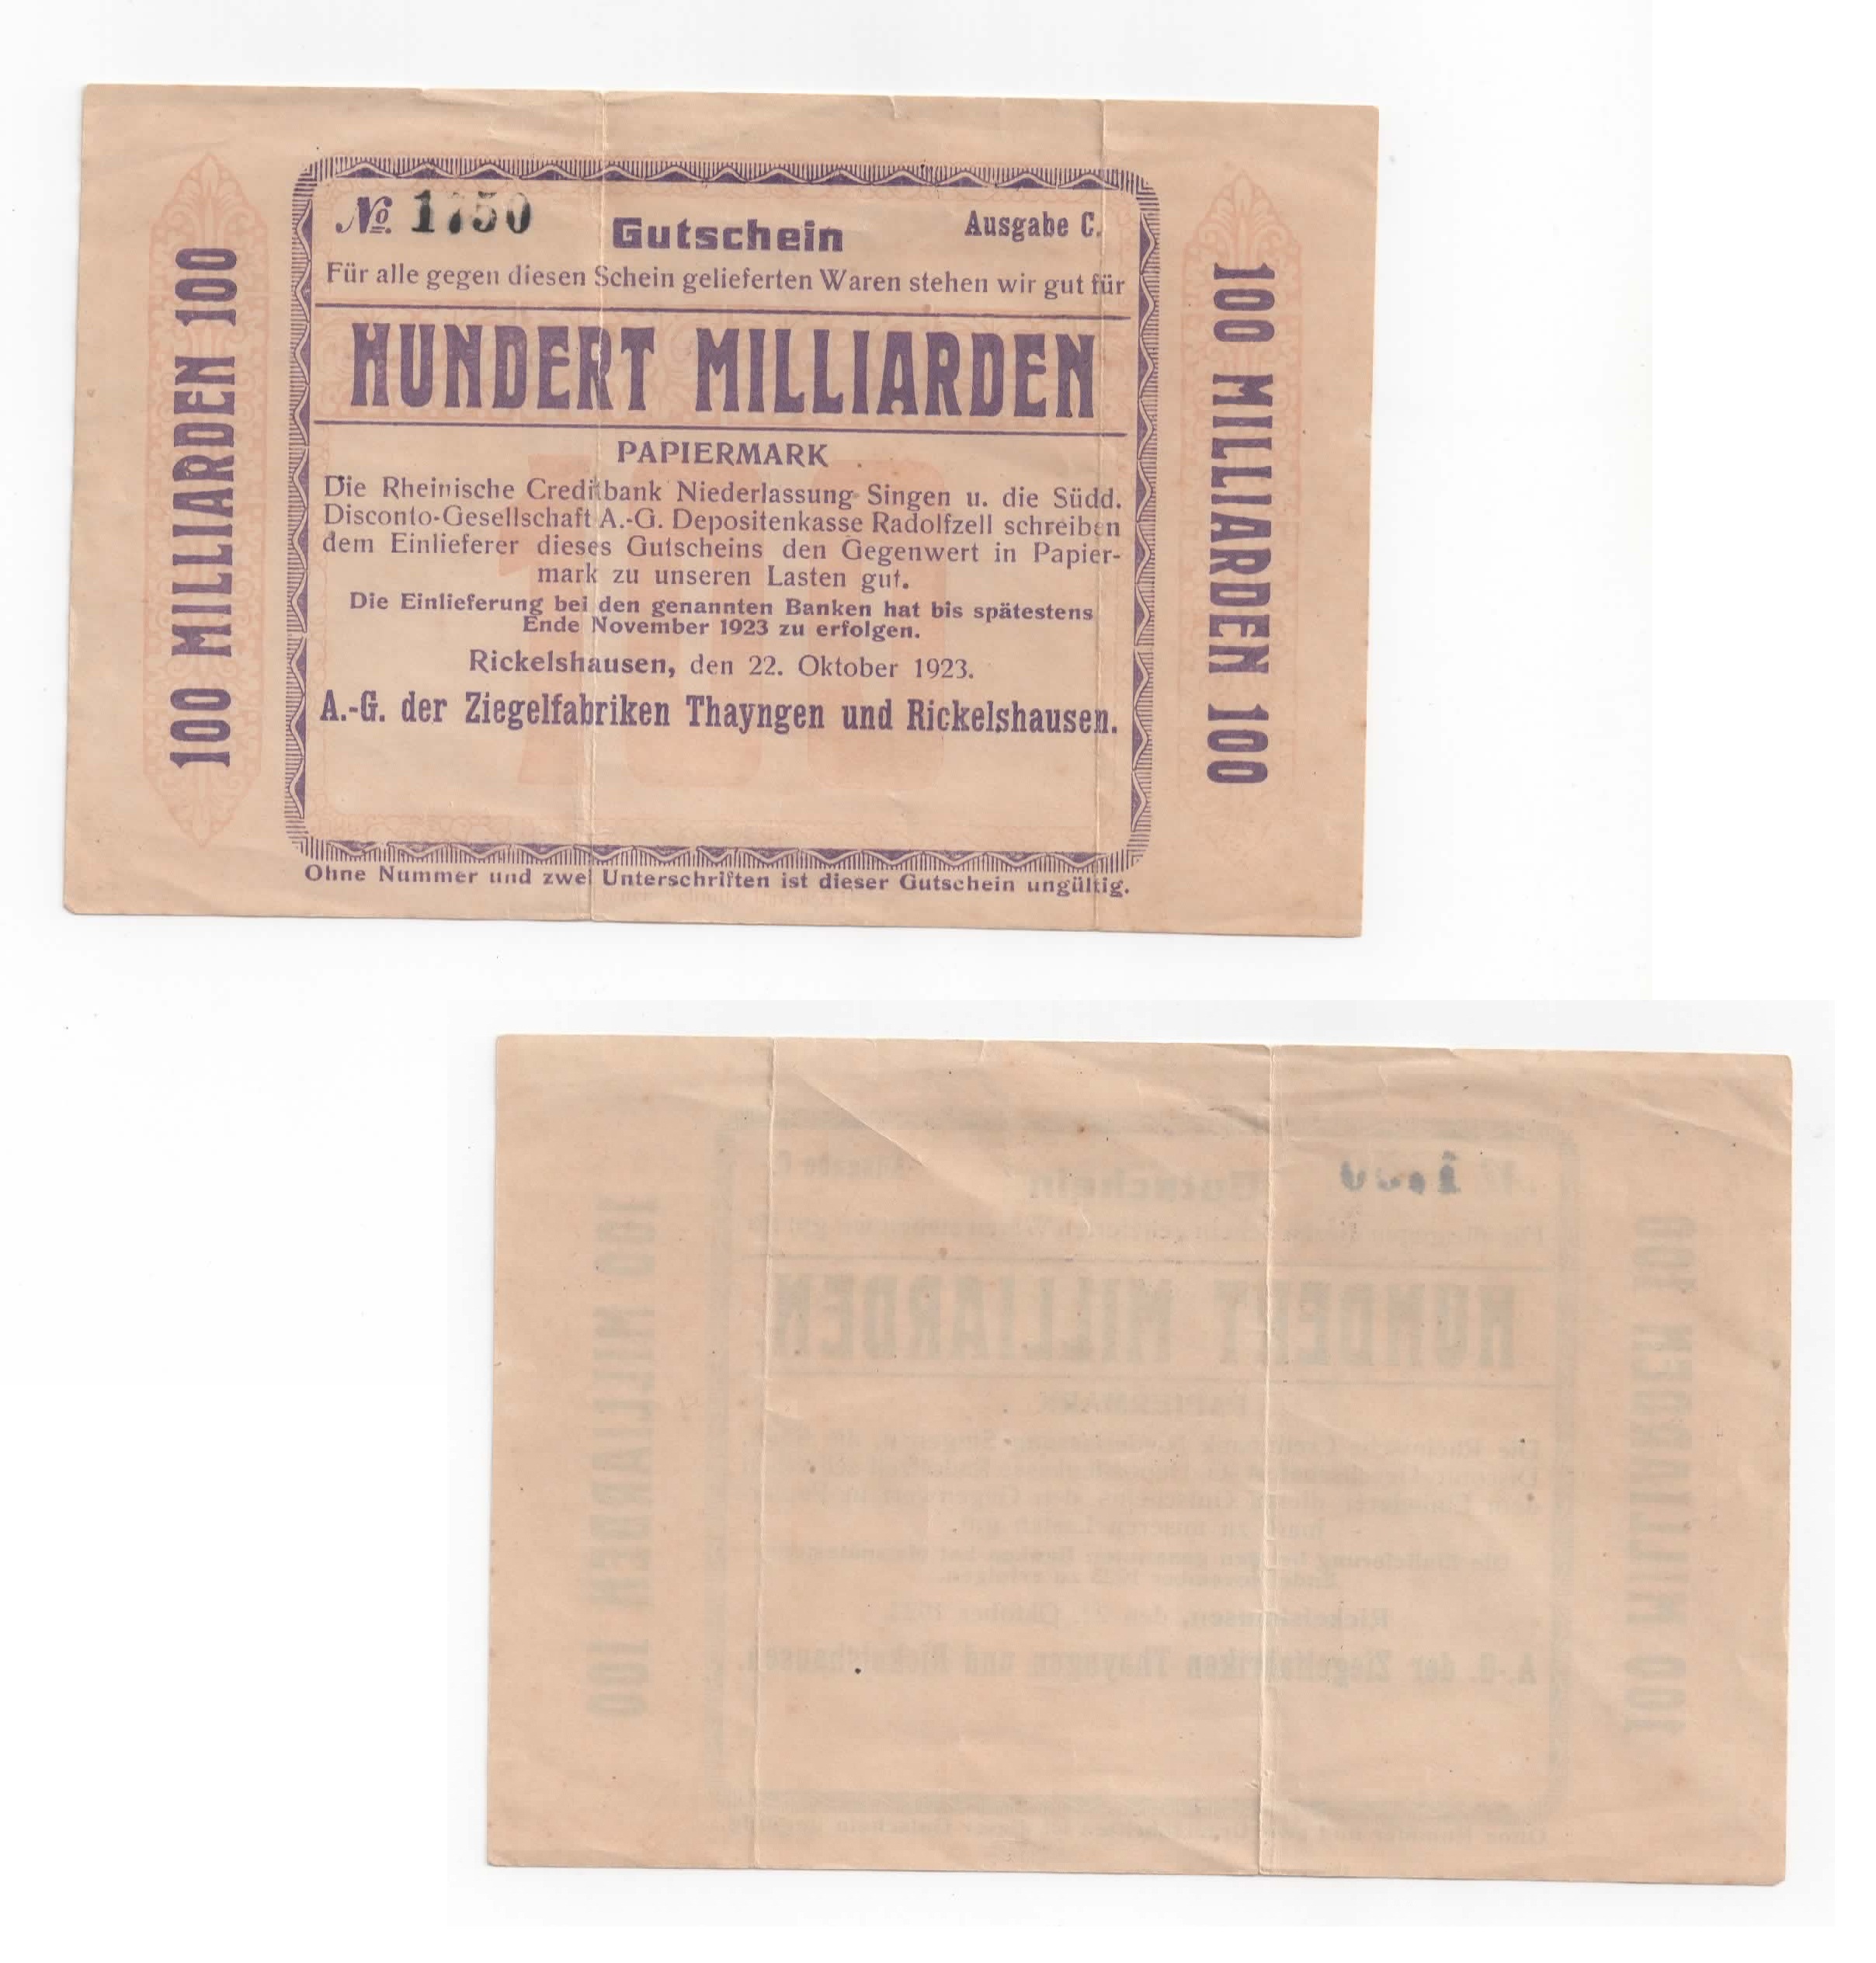 100 MILLIARDEN 100
№ 1750
Gutschein
Ausgabe C.
Für alle gegen diesen Schein gelieferten Waren stehen wir gut für
HUNDERT MILLIARDEN
PAPIERMARK
Die Rheinische Creditbank Niederlassung Singen u. die Südd.
Disconto-Gesellschaft A.-G. Depositenkasse Radolfzell schreiben
dem Einlieferer dieses Gutscheins den Gegenwert in Papier-
mark zu unseren Lasten gut.
Die Einlieferung bei den genannten Banken hat bis spätestens
Ende November 1923 zu erfolgen.
Rickelshausen, den 22. Oktober 1923.
A.-G. der Ziegelfabriken Thayngen und Rickelshausen.
100
Ohne Nummer und zwei Unterschriften ist dieser Gutschein ungültig.
100 MILLIARDEN 100